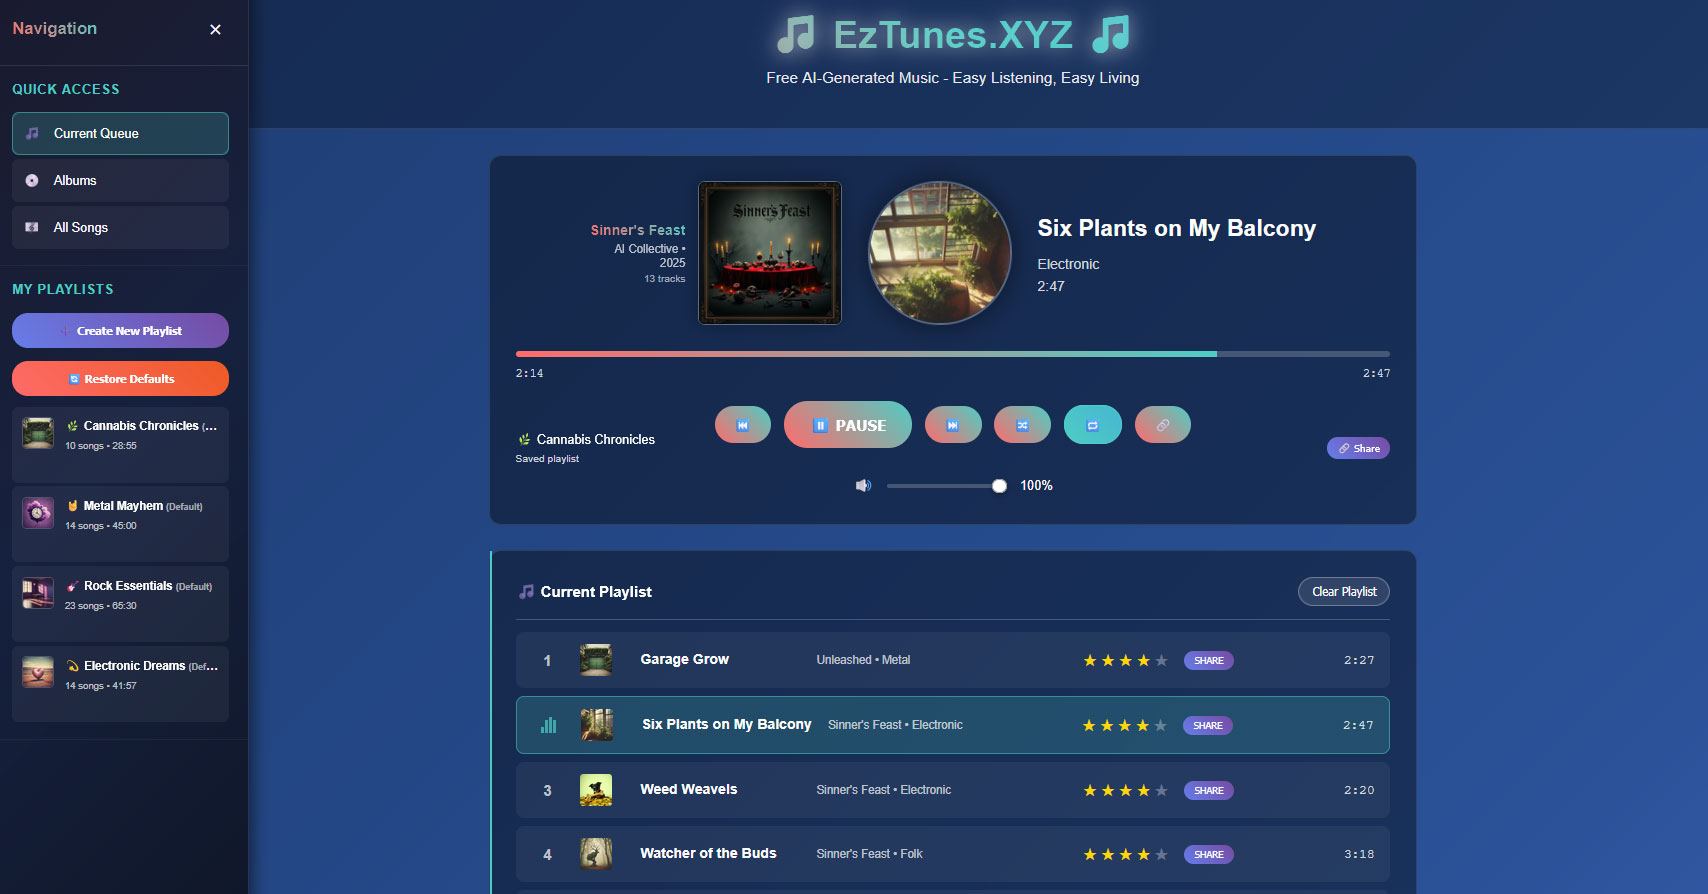 Navigation
✕
QUICK ACCESS
Current Queue
Albums
All Songs
MY PLAYLISTS
Create New Playlist
Restore Defaults
Cannabis Chronicles (...
10 songs • 28:55
Metal Mayhem (Default)
14 songs • 45:00
Rock Essentials (Default)
23 songs • 65:30
Electronic Dreams (Def...
14 songs • 41:57
EzTunes.XYZ
Free AI-Generated Music - Easy Listening, Easy Living
Sinner's Feast
AI Collective •
2025
13 tracks
Sinner's Feast
Six Plants on My Balcony
Electronic
2:47
2:14
2:47
Cannabis Chronicles
Saved playlist
PAUSE
Share
100%
Current Playlist
Clear Playlist
1 Garage Grow Unleashed • Metal ★★★★★ SHARE 2:27
Six Plants on My Balcony Sinner's Feast • Electronic ★★★★★ SHARE 2:47
3 Weed Weavels Sinner's Feast • Electronic ★★★★★ SHARE 2:20
4 Watcher of the Buds Sinner's Feast • Folk ★★★★★ SHARE 3:18